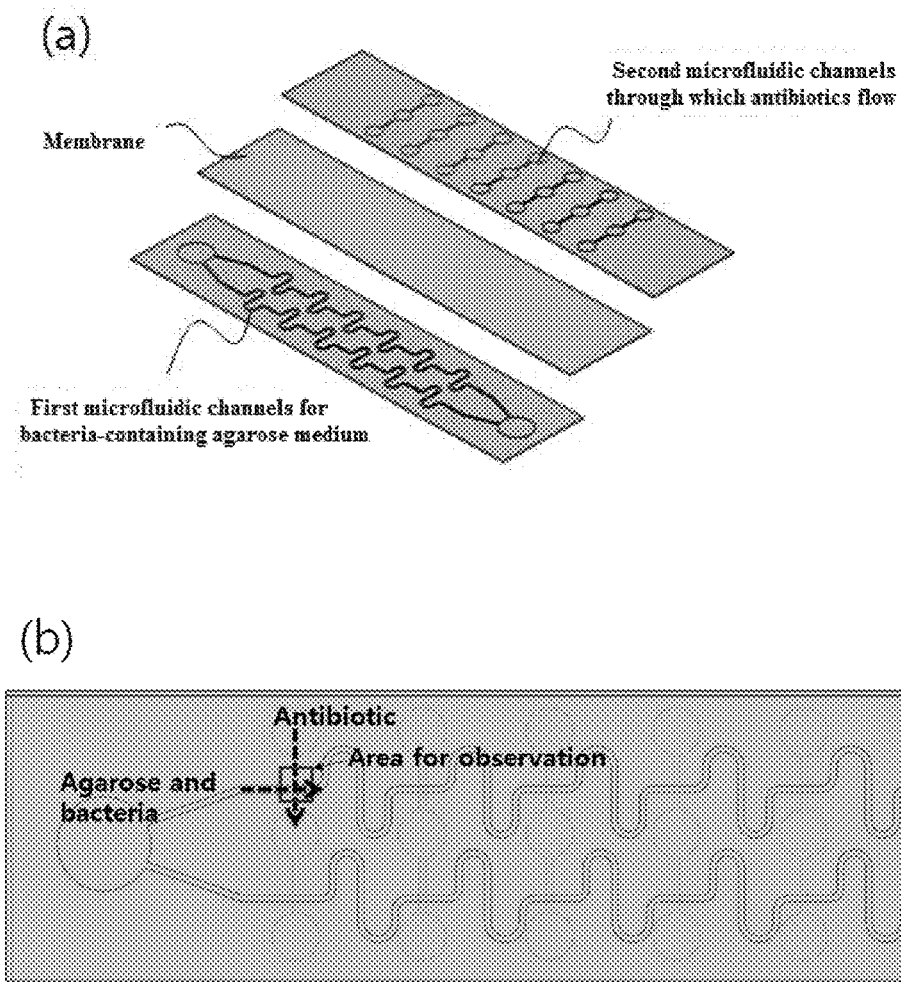 (a)
Second microfluidic channels
through which antibiotics flow
Membrane
First microfluidic channels for
bacteria-containing agarose medium
(b)
Antibiotic
Area for observation
Agarose and
bacteria